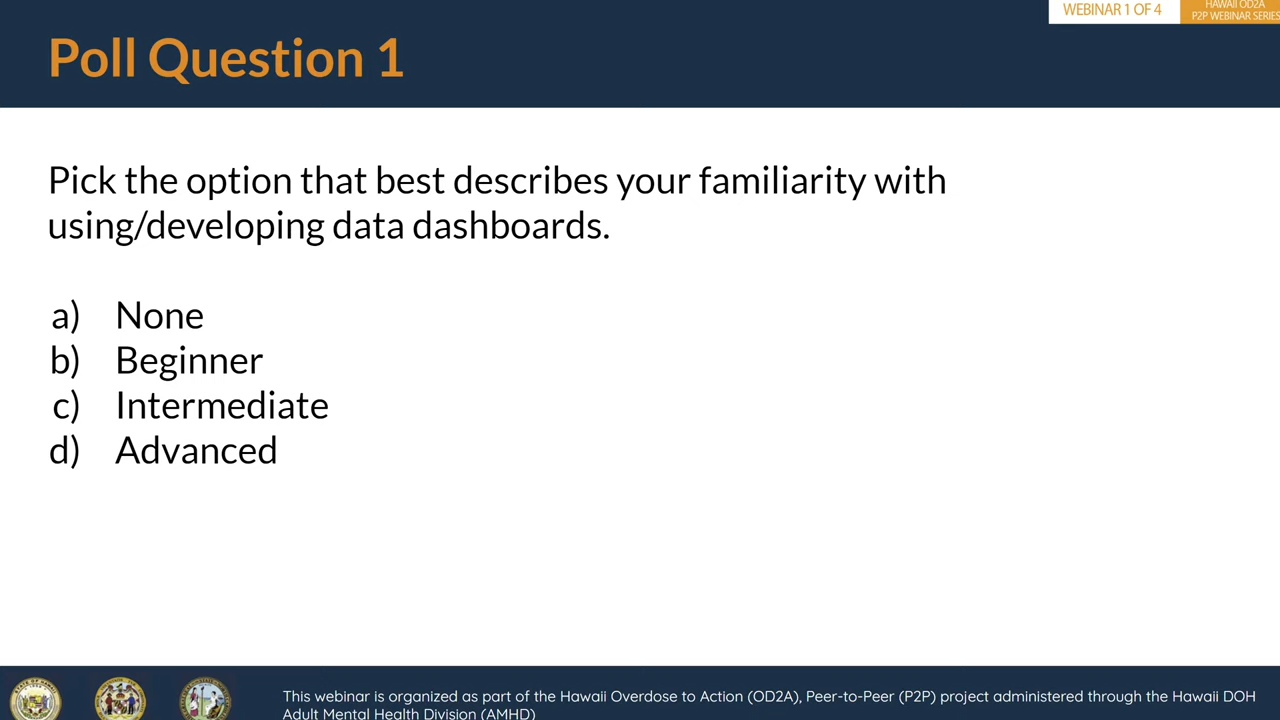 WEBINAR 1 OF 4
HAWAII OD2A
P2P WEBINAR SERIES
Poll Question 1
Pick the option that best describes your familiarity with
using/developing data dashboards.
a) None
b) Beginner
c) Intermediate
d) Advanced
This webinar is organized as part of the Hawaii Overdose to Action (OD2A), Peer-to-Peer (P2P) project administered through the Hawaii DOH
Adult Mental Health Division (AMHD)